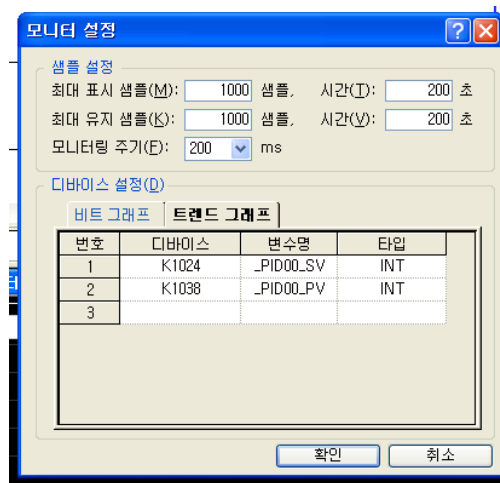 모니터 설정
샘플 설정
최대 표시 샘플(M): 1000 샘플, 시간(T): 200 초
최대 유지 샘플(K): 1000 샘플, 시간(V): 200 초
모니터링 주기(F): 200 ms
디바이스 설정(D)
비트 그래프 트렌드 그래프
번호 디바이스 변수명 타입
1 K1024 _PID00_SV INT
2 K1038 _PID00_PV INT
3
확인 취소